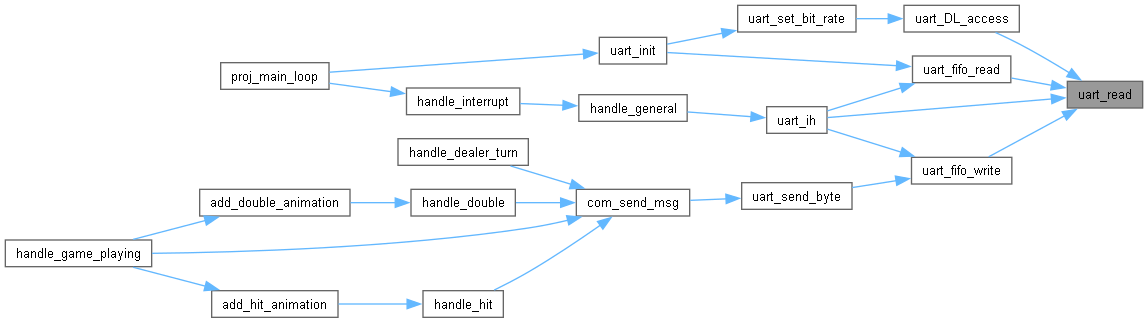 uart_set_bit_rate
uart_DL_access
uart_init
uart_fifo_read
proj_main_loop
uart_read
handle_interrupt
handle_general
uart_ih
handle_dealer_turn
uart_fifo_write
add_double_animation
handle_double
com_send_msg
uart_send_byte
handle_game_playing
add_hit_animation
handle_hit